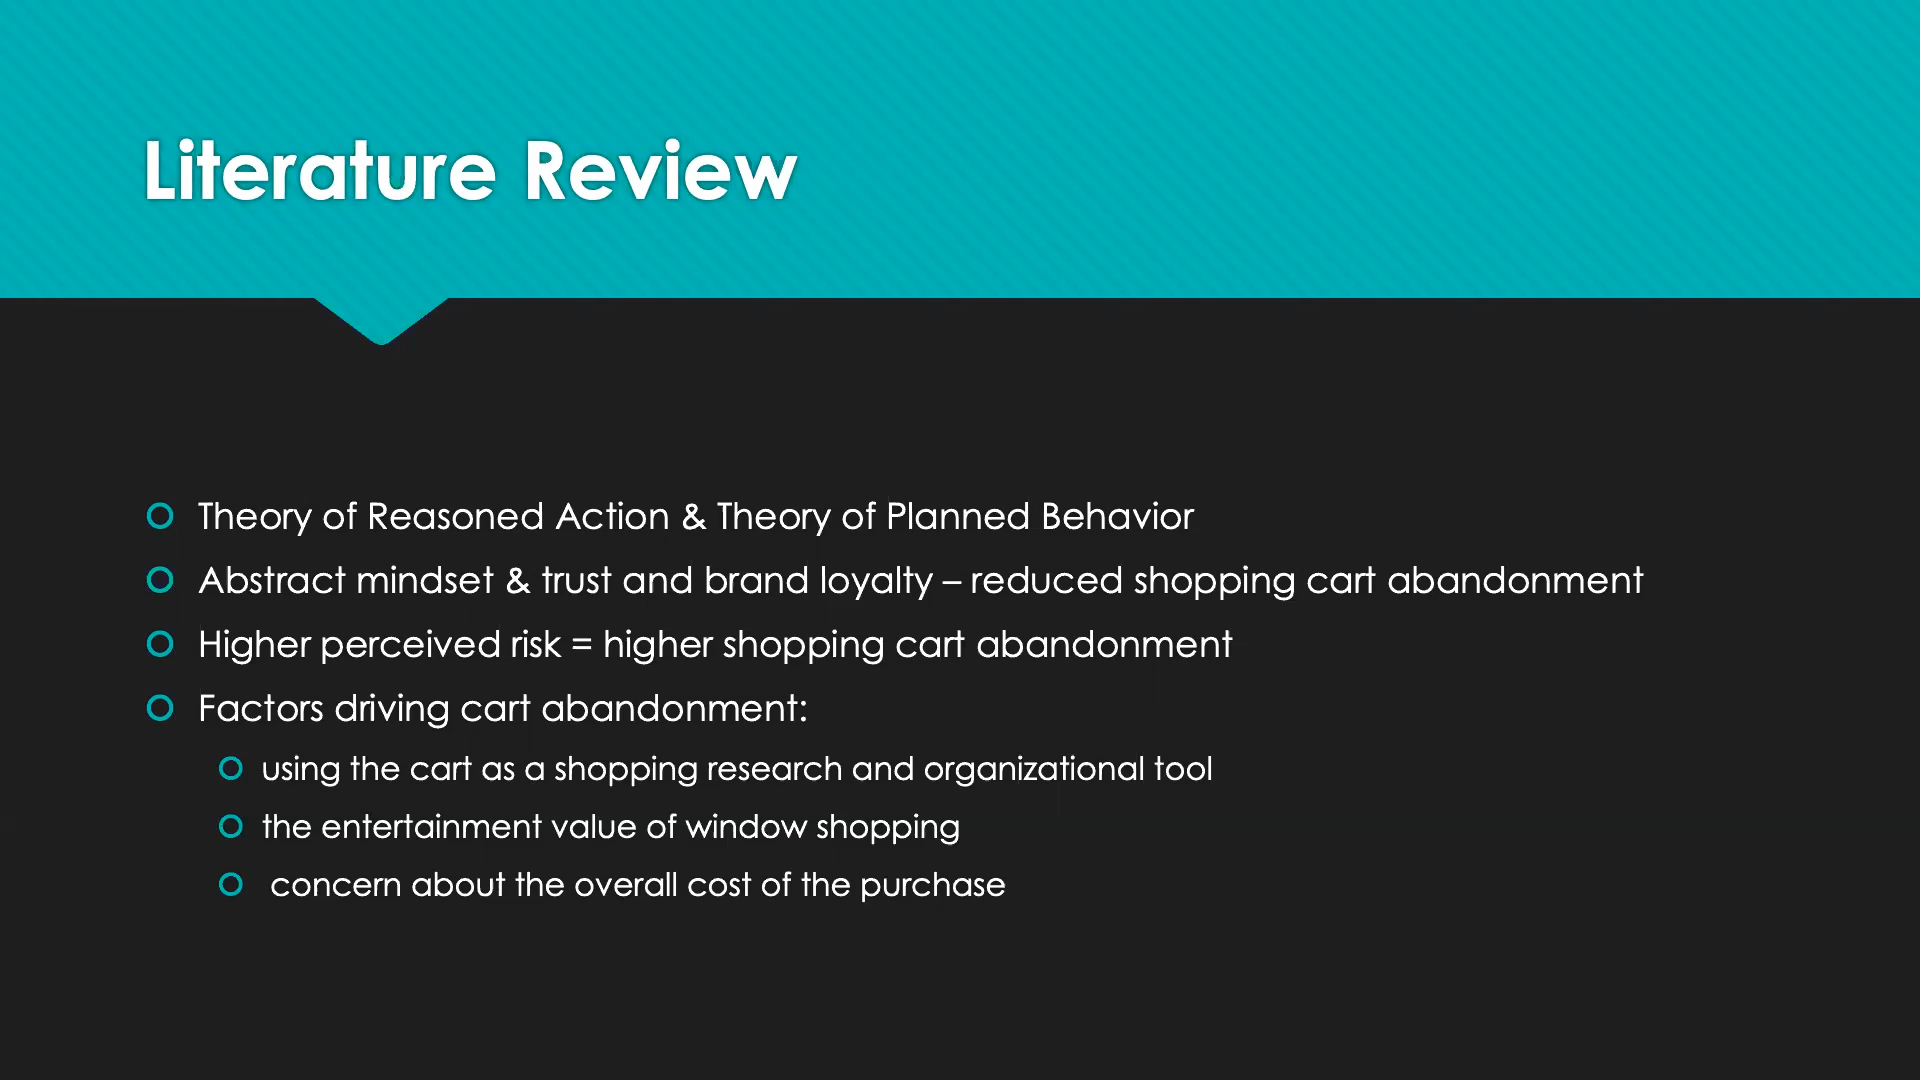 Literature Review
Theory of Reasoned Action & Theory of Planned Behavior
Abstract mindset & trust and brand loyalty – reduced shopping cart abandonment
Higher perceived risk = higher shopping cart abandonment
Factors driving cart abandonment:
using the cart as a shopping research and organizational tool
the entertainment value of window shopping
concern about the overall cost of the purchase